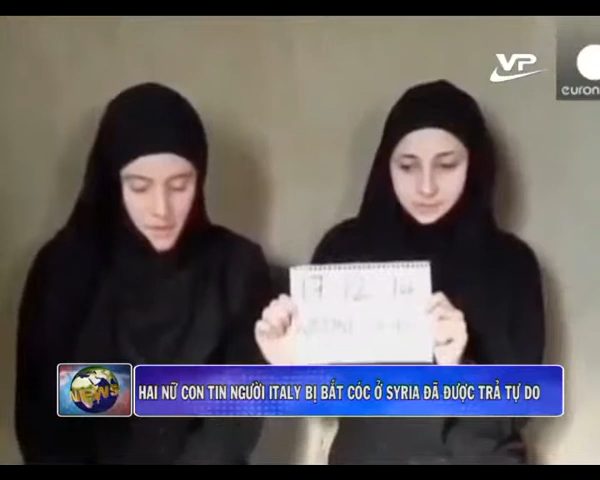 VP
euron
17 12 14
NEWS
HAI NỮ CON TIN NGƯỜI ITALY BỊ BẮT CÓC Ở SYRIA ĐÃ ĐƯỢC TRẢ TỰ DO